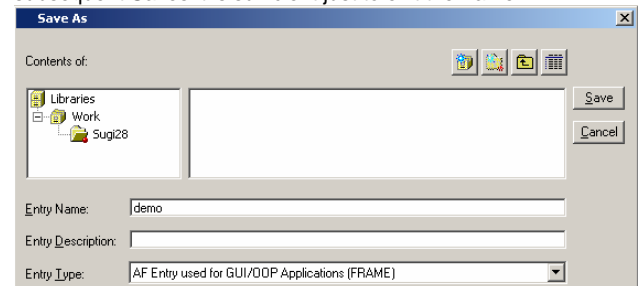 Save As
Contents of:
Libraries
Work
Sugi28
Save
Cancel
Entry Name: demo
Entry Description:
Entry Type: AF Entry used for GUI/OOP Applications (FRAME)